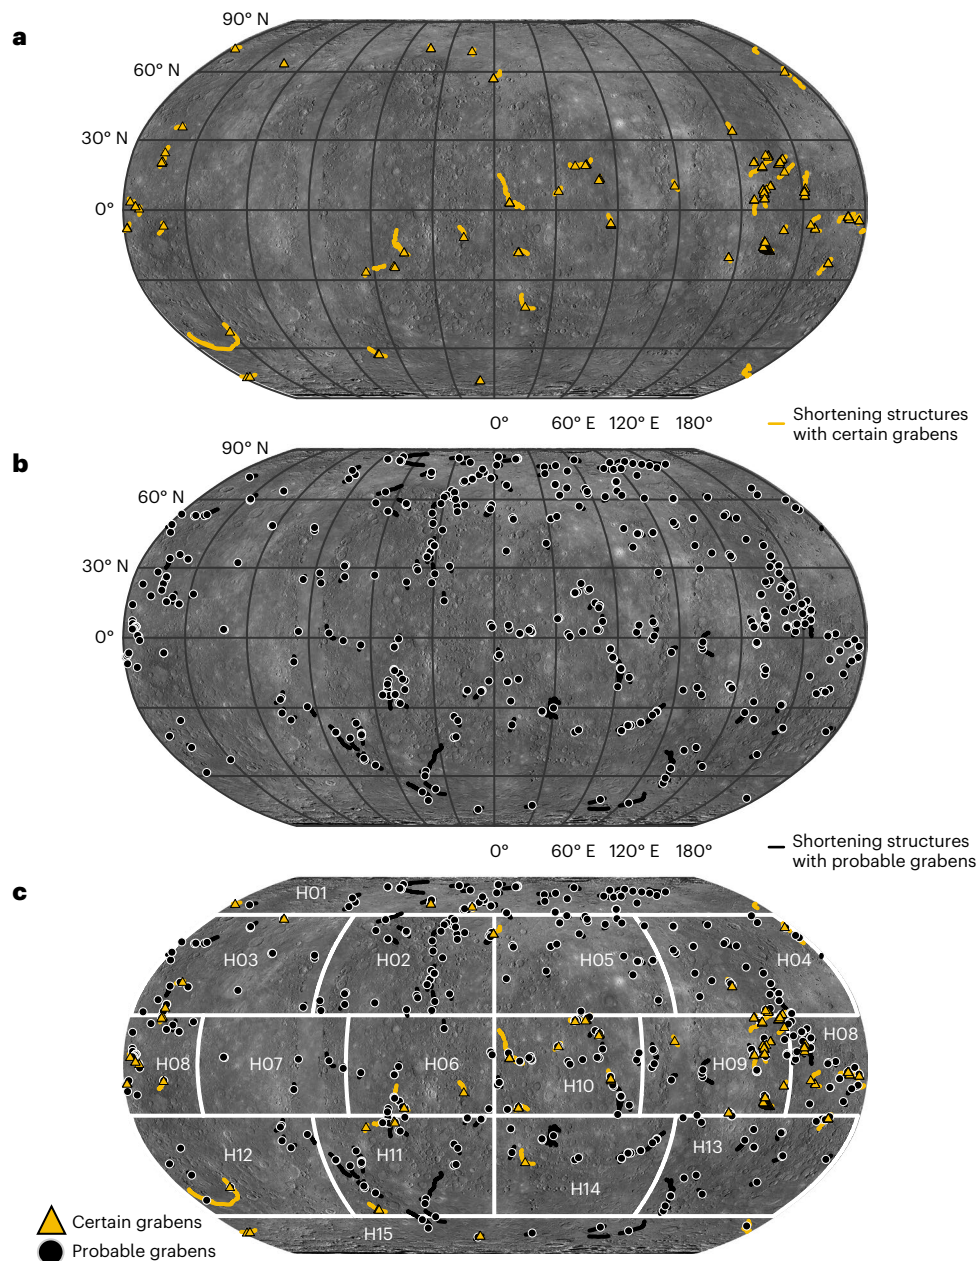 a
90° N
60° N
30° N
0°
0° 60° E 120° E 180°
Shortening structures
with certain grabens
b
90° N
60° N
30° N
0°
0° 60° E 120° E 180°
Shortening structures
with probable grabens
c
H01
H03 H02 H05 H04
H08 H07 H06 H10 H09 H08
H12 H11 H14 H13
H15
Certain grabens
Probable grabens